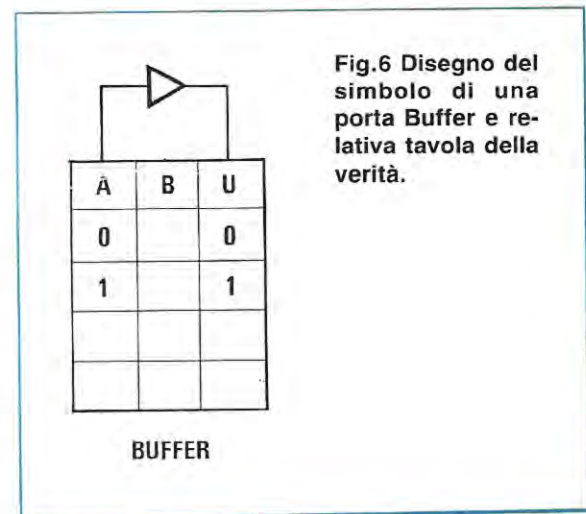 Fig.6 Disegno del
simbolo di una
porta Buffer e re-
lativa tavola della
verità.
A B U
0 0
1 1
BUFFER